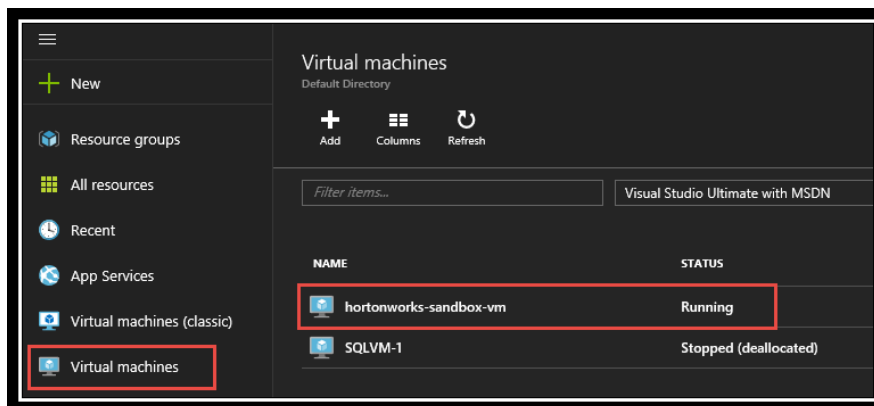 New
Resource groups
All resources
Recent
App Services
Virtual machines (classic)
Virtual machines
Virtual machines
Default Directory
Add Columns Refresh
Filter items...
Visual Studio Ultimate with MSDN
NAME STATUS
hortonworks-sandbox-vm Running
SQLVM-1 Stopped (deallocated)